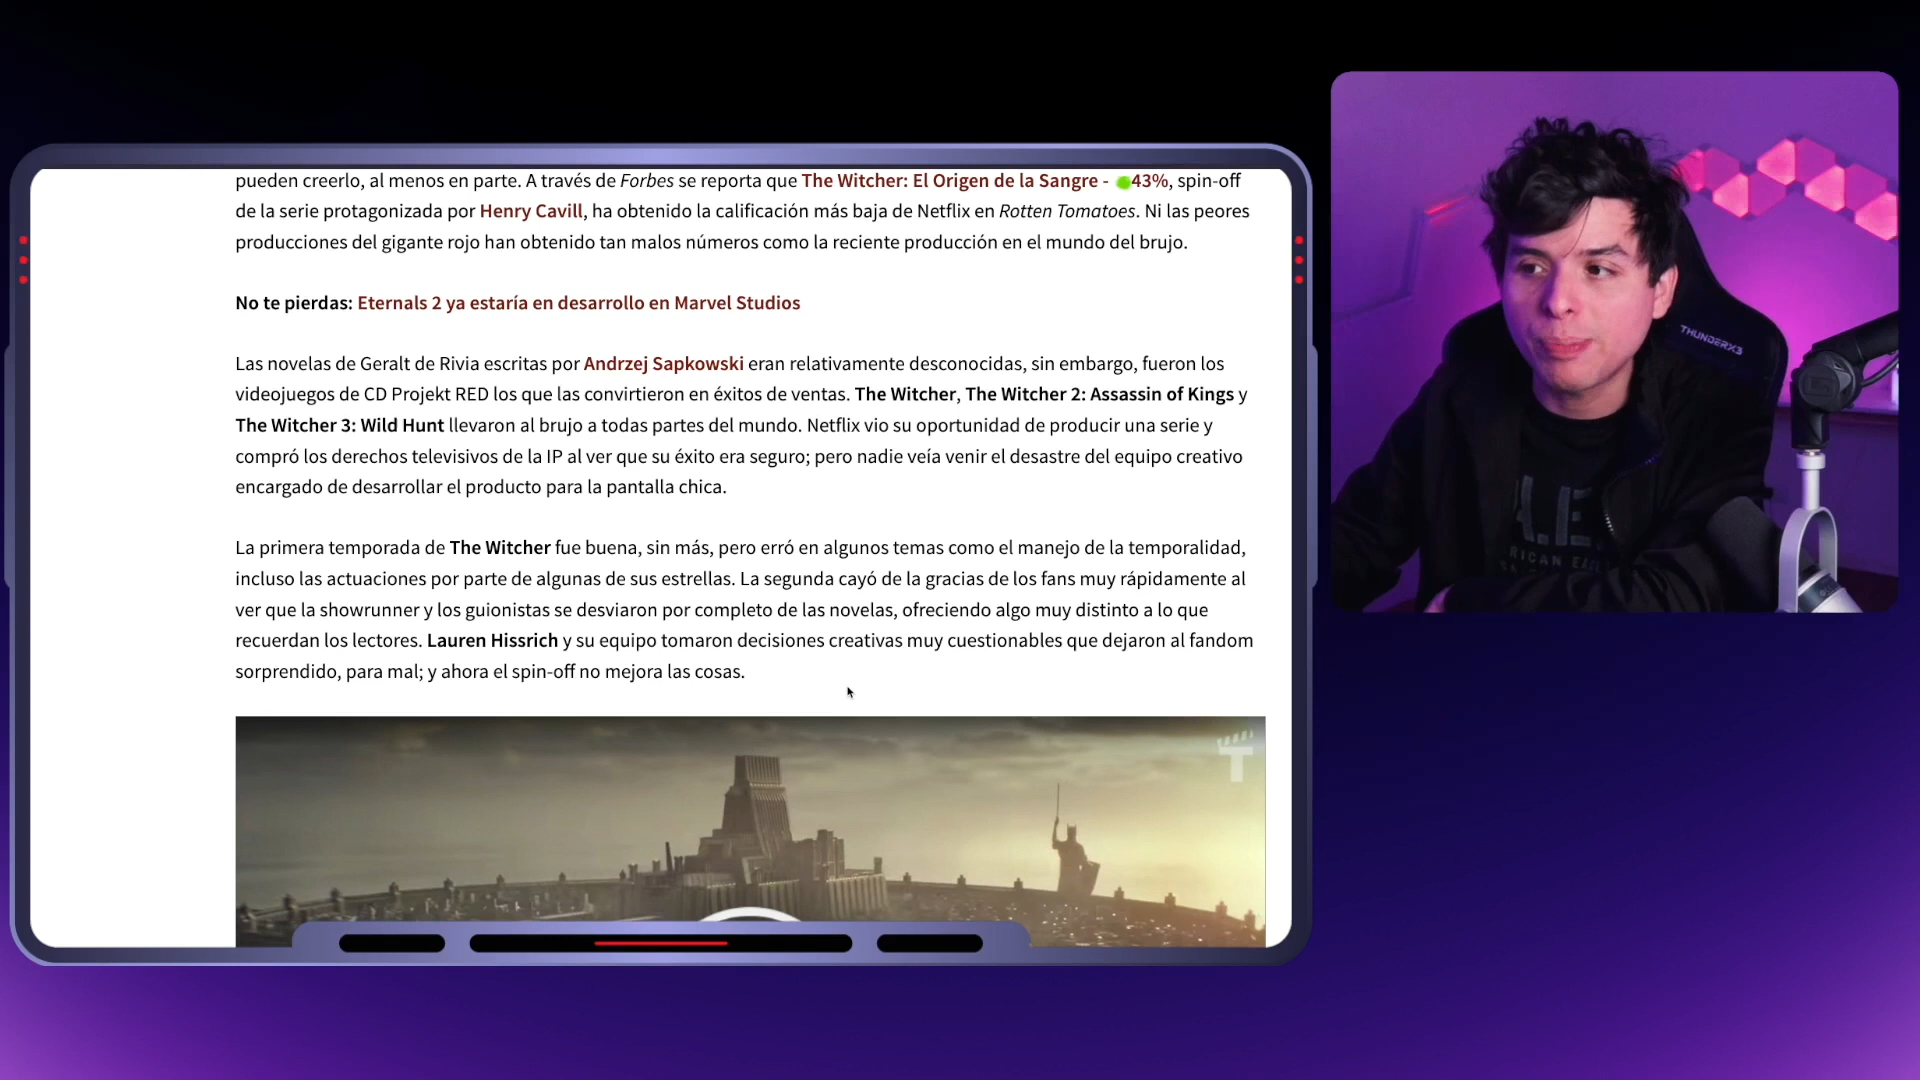 pueden creerlo, al menos en parte. A través de Forbes se reporta que The Witcher: El Origen de la Sangre - 43%, spin-off
de la serie protagonizada por Henry Cavill, ha obtenido la calificación más baja de Netflix en Rotten Tomatoes. Ni las peores
producciones del gigante rojo han obtenido tan malos números como la reciente producción en el mundo del brujo.
No te pierdas: Eternals 2 ya estaría en desarrollo en Marvel Studios
Las novelas de Geralt de Rivia escritas por Andrzej Sapkowski eran relativamente desconocidas, sin embargo, fueron los
videojuegos de CD Projekt RED los que las convirtieron en éxitos de ventas. The Witcher, The Witcher 2: Assassin of Kings y
The Witcher 3: Wild Hunt llevaron al brujo a todas partes del mundo. Netflix vio su oportunidad de producir una serie y
compró los derechos televisivos de la IP al ver que su éxito era seguro; pero nadie veía venir el desastre del equipo creativo
encargado de desarrollar el producto para la pantalla chica.
La primera temporada de The Witcher fue buena, sin más, pero erró en algunos temas como el manejo de la temporalidad,
incluso las actuaciones por parte de algunas de sus estrellas. La segunda cayó de la gracias de los fans muy rápidamente al
ver que la showrunner y los guionistas se desviaron por completo de las novelas, ofreciendo algo muy distinto a lo que
recuerdan los lectores. Lauren Hissrich y su equipo tomaron decisiones creativas muy cuestionables que dejaron al fandom
sorprendido, para mal; y ahora el spin-off no mejora las cosas.
T
THUNDERX3